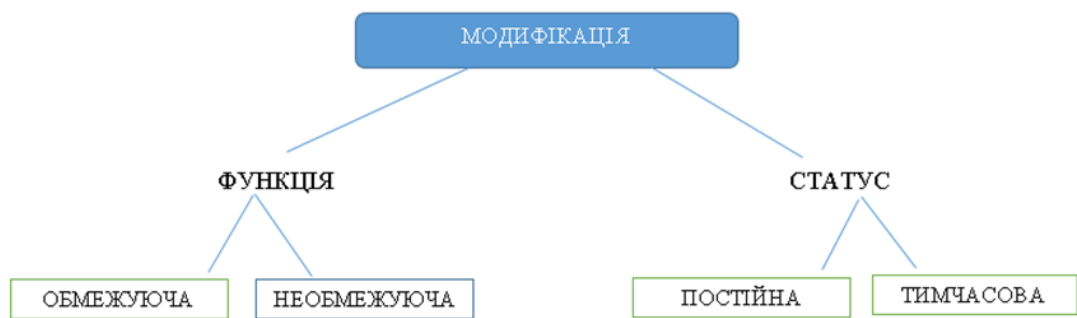 МОДИФІКАЦІЯ
ФУНКЦІЯ
СТАТУС
ОБМЕЖУЮЧА
НЕОБМЕЖУЮЧА
ПОСТІЙНА
ТИМЧАСОВА